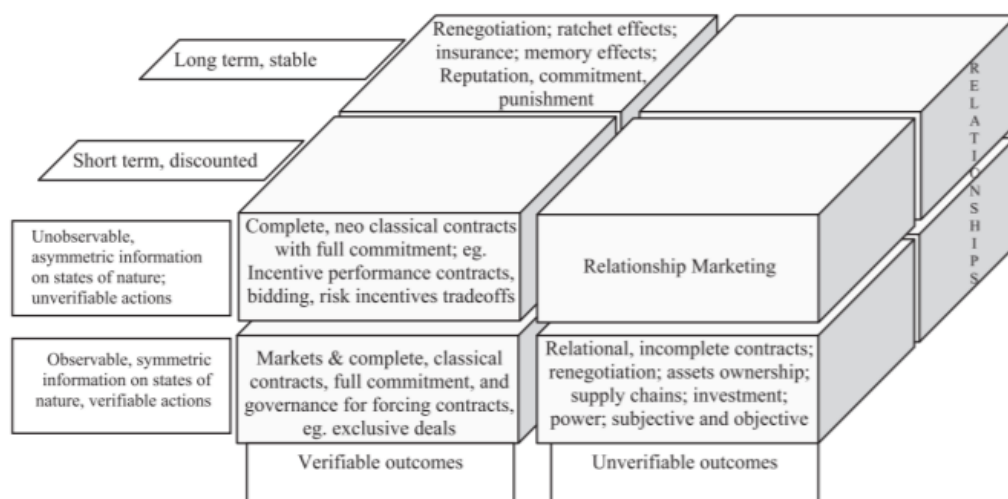 Renegotiation; ratchet effects;
insurance; memory effects;
Reputation, commitment,
punishment
Long term, stable
Short term, discounted
RELATIONSHIPS
Unobservable,
asymmetric information
on states of nature;
unverifiable actions
Complete, neo classical contracts
with full commitment; eg.
Incentive performance contracts,
bidding, risk incentives tradeoffs
Relationship Marketing
Observable, symmetric
information on states of
nature, verifiable actions
Markets & complete, classical
contracts, full commitment, and
governance for forcing contracts,
eg. exclusive deals
Relational, incomplete contracts;
renegotiation; assets ownership;
supply chains; investment;
power; subjective and objective
Verifiable outcomes
Unverifiable outcomes